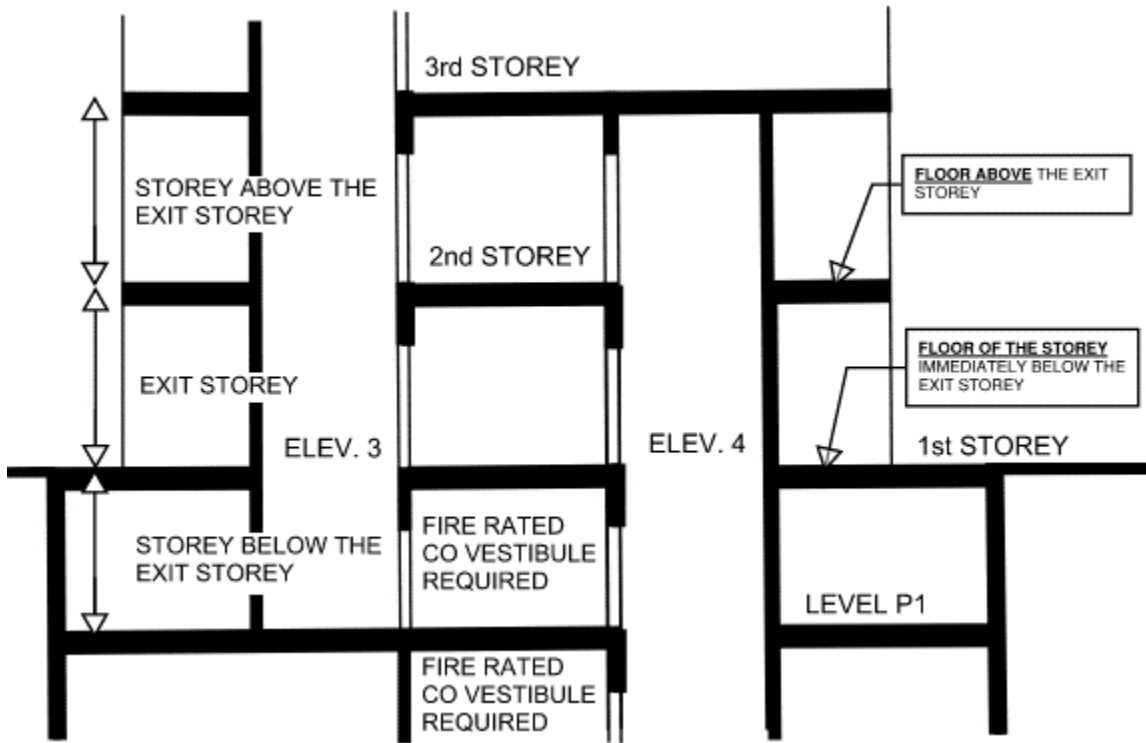 3rd STOREY
STOREY ABOVE THE
EXIT STOREY
FLOOR ABOVE THE EXIT
STOREY
2nd STOREY
EXIT STOREY
FLOOR OF THE STOREY
IMMEDIATELY BELOW THE
EXIT STOREY
ELEV. 3
ELEV. 4
1st STOREY
STOREY BELOW THE
EXIT STOREY
FIRE RATED
CO VESTIBULE
REQUIRED
LEVEL P1
FIRE RATED
CO VESTIBULE
REQUIRED